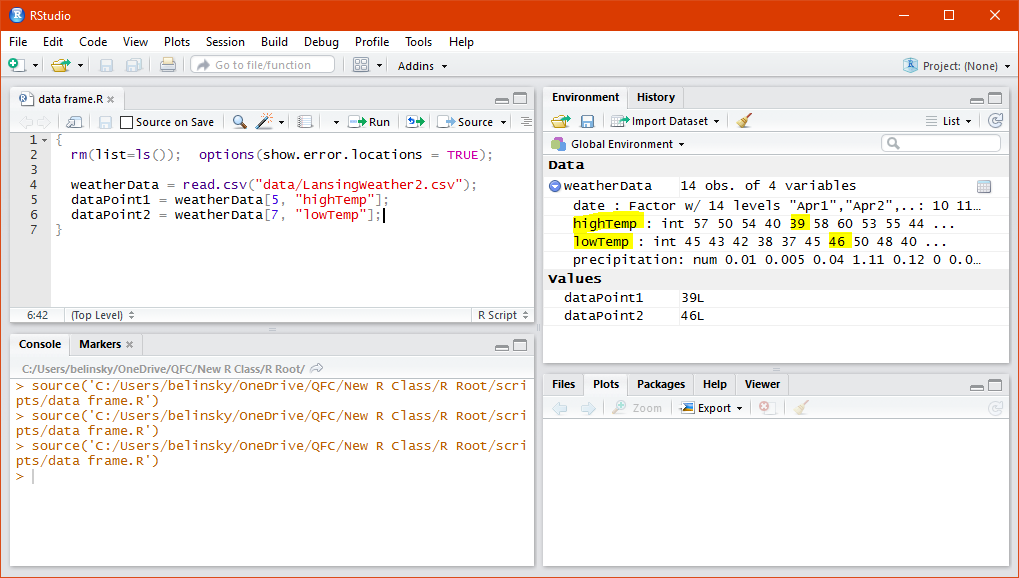 RStudio
File Edit Code View Plots Session Build Debug Profile Tools Help
Go to file/function Addins Project: (None)
data frame.R
Source on Save Run Source
1 {
2 rm(list=ls()); options(show.error.locations = TRUE);
3
4 weatherData = read.csv("data/LansingWeather2.csv");
5 dataPoint1 = weatherData[5, "highTemp"];
6 dataPoint2 = weatherData[7, "lowTemp"];
7 }
6:42 (Top Level) R Script
Console Markers
C:/Users/belinsky/OneDrive/QFC/New R Class/R Root/
> source('C:/Users/belinsky/OneDrive/QFC/New R Class/R Root/scri
pts/data frame.R')
> source('C:/Users/belinsky/OneDrive/QFC/New R Class/R Root/scri
pts/data frame.R')
> source('C:/Users/belinsky/OneDrive/QFC/New R Class/R Root/scri
pts/data frame.R')
>
Environment History
Import Dataset List
Global Environment
Data
weatherData 14 obs. of 4 variables
date : Factor w/ 14 levels "Apr1","Apr2",..: 10 11…
highTemp : int 57 50 54 40 39 58 60 53 55 44 ...
lowTemp : int 45 43 42 38 37 45 46 50 48 40 ...
precipitation: num 0.01 0.005 0.04 1.11 0.12 0 0.0…
Values
dataPoint1 39L
dataPoint2 46L
Files Plots Packages Help Viewer
Zoom Export